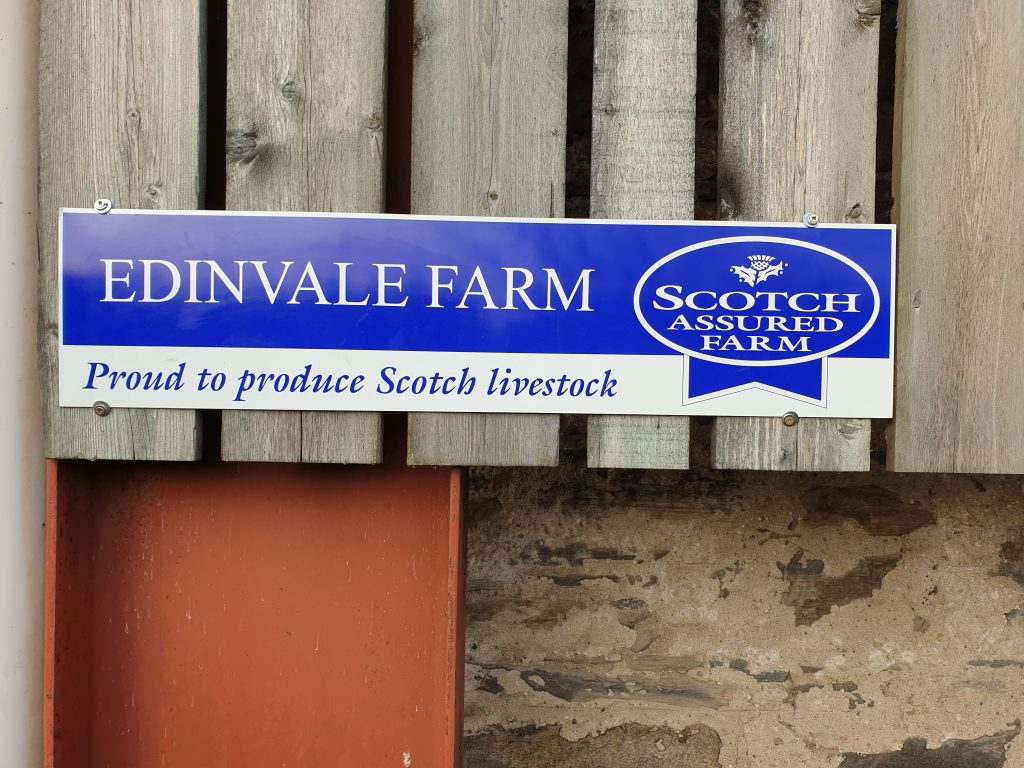 EDINVALE FARM
Proud to produce Scotch livestock
SCOTCH
ASSURED
FARM